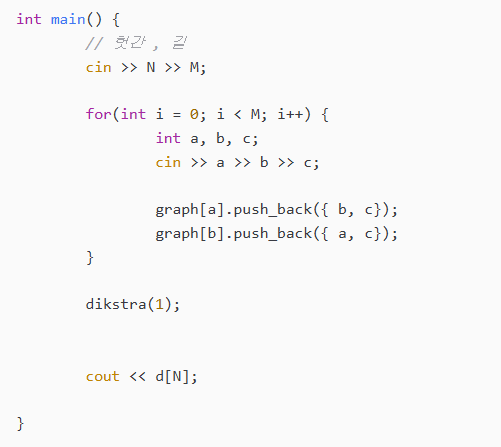 int main() {
// 헛간 , 길
cin >> N >> M;
for(int i = 0; i < M; i++) {
int a, b, c;
cin >> a >> b >> c;
graph[a].push_back({ b, c});
graph[b].push_back({ a, c});
}
dikstra(1);
cout << d[N];
}